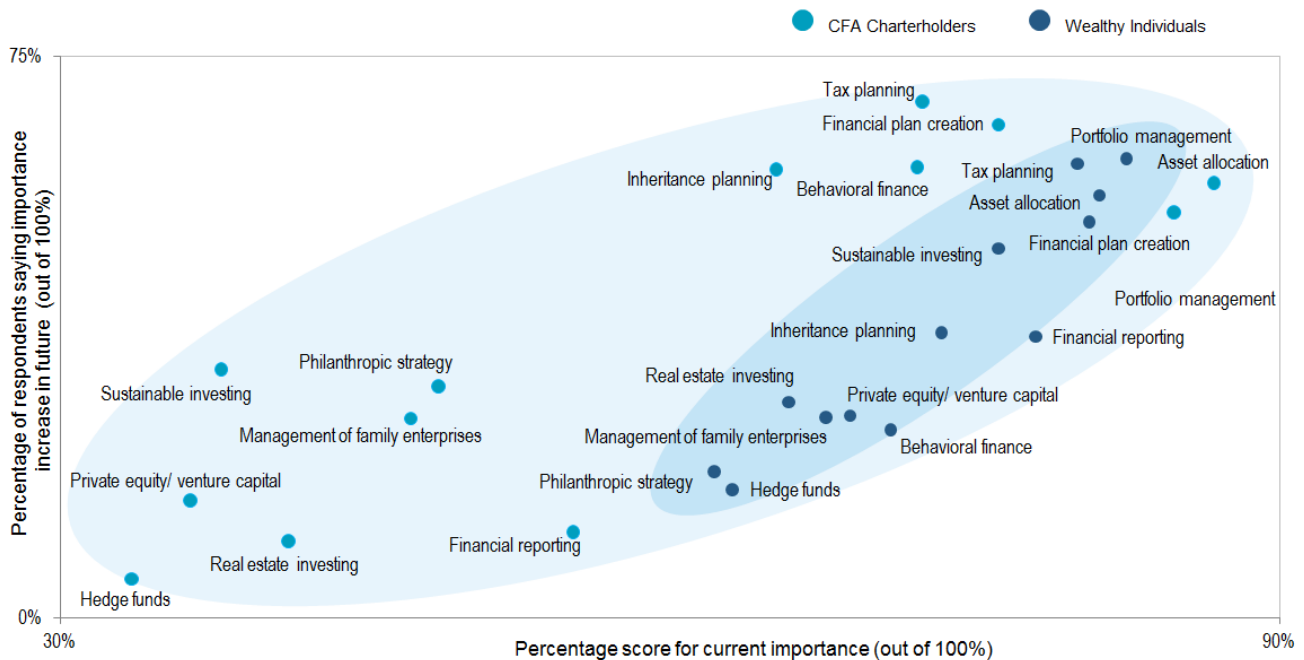 CFA Charterholders
Wealthy Individuals
75%
Tax planning
Financial plan creation
Portfolio management
Asset allocation
Tax planning
Inheritance planning
Behavioral finance
Asset allocation
Financial plan creation
Sustainable investing
Portfolio management
Inheritance planning
Financial reporting
Philanthropic strategy
Sustainable investing
Real estate investing
Private equity/ venture capital
Management of family enterprises
Management of family enterprises
Behavioral finance
Private equity/ venture capital
Philanthropic strategy
Hedge funds
Financial reporting
Real estate investing
Hedge funds
Percentage of respondents saying importance
increase in future (out of 100%)
0%
30%
Percentage score for current importance (out of 100%)
90%